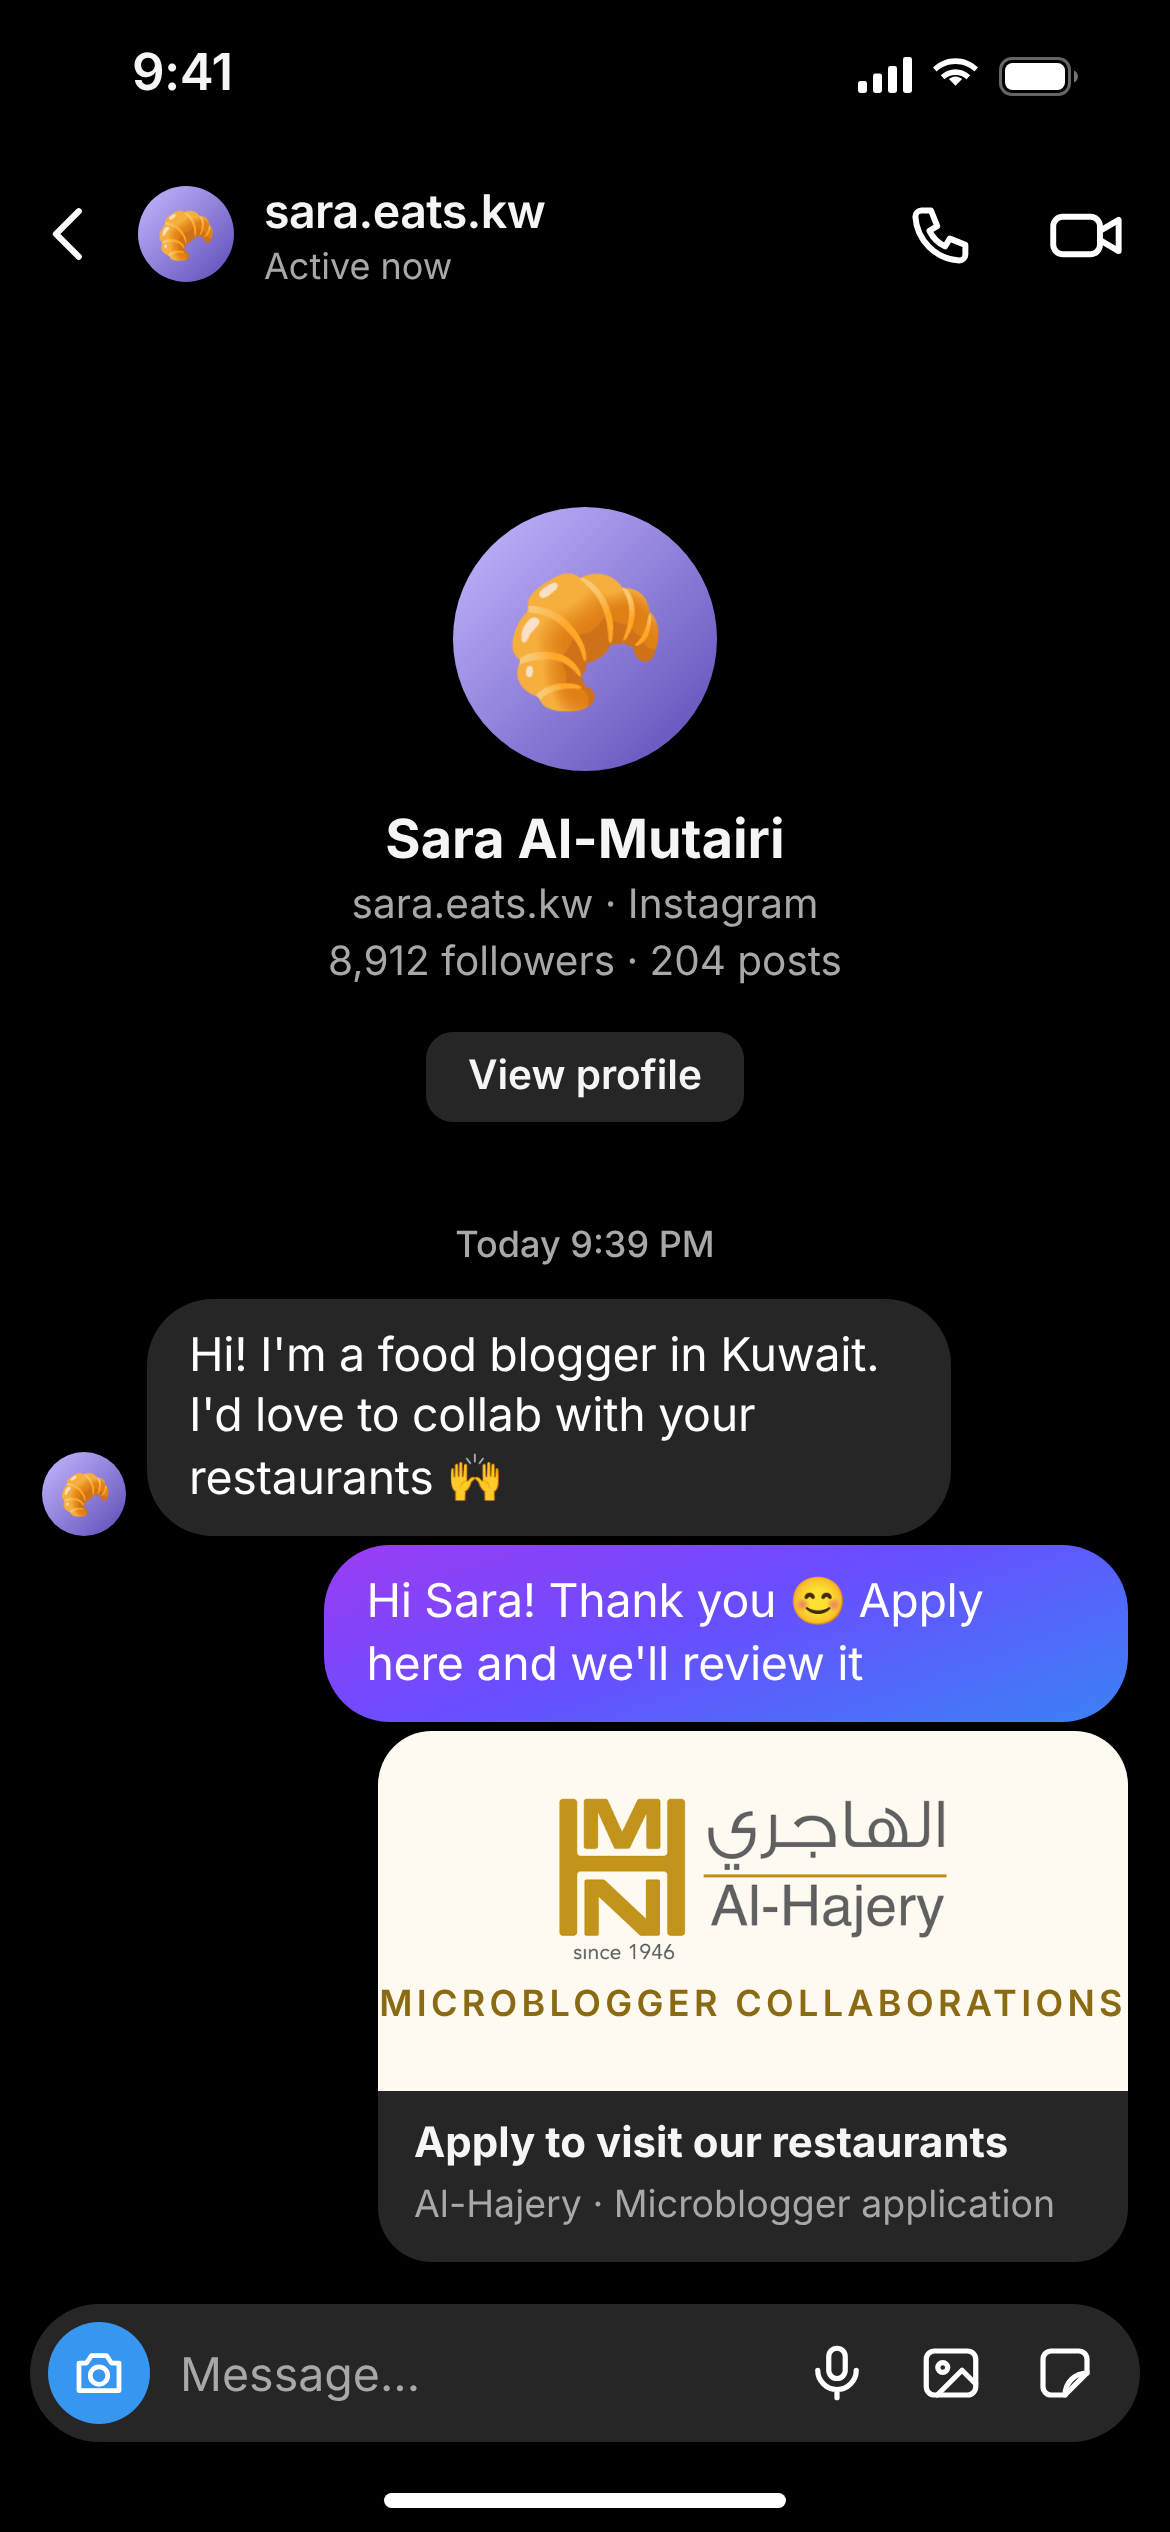 9:41
sara.eats.kw
Active now
Sara Al-Mutairi
sara.eats.kw · Instagram
8,912 followers · 204 posts
View profile
Today 9:39 PM
Hi! I'm a food blogger in Kuwait.
I'd love to collab with your
restaurants 🙌
Hi Sara! Thank you 😊 Apply
here and we'll review it
الهاجري
Al-Hajery
since 1946
MICROBLOGGER COLLABORATIONS
Apply to visit our restaurants
Al-Hajery · Microblogger application
Message...